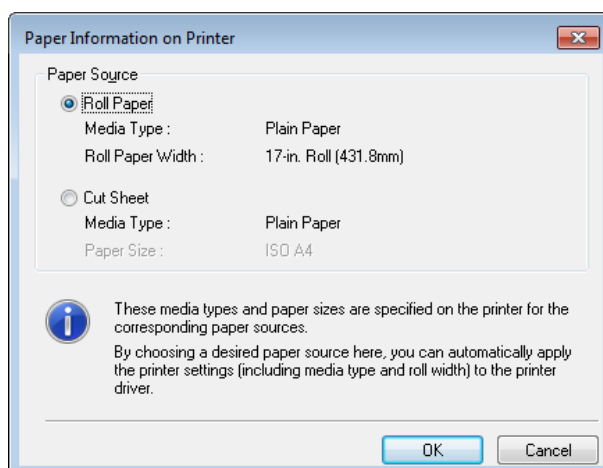 Paper Information on Printer
Paper Source
Roll Paper
Media Type : Plain Paper
Roll Paper Width : 17-in. Roll (431.8mm)
Cut Sheet
Media Type : Plain Paper
Paper Size : ISO A4
These media types and paper sizes are specified on the printer for the
corresponding paper sources.
By choosing a desired paper source here, you can automatically apply
the printer settings (including media type and roll width) to the printer
driver.
OK Cancel